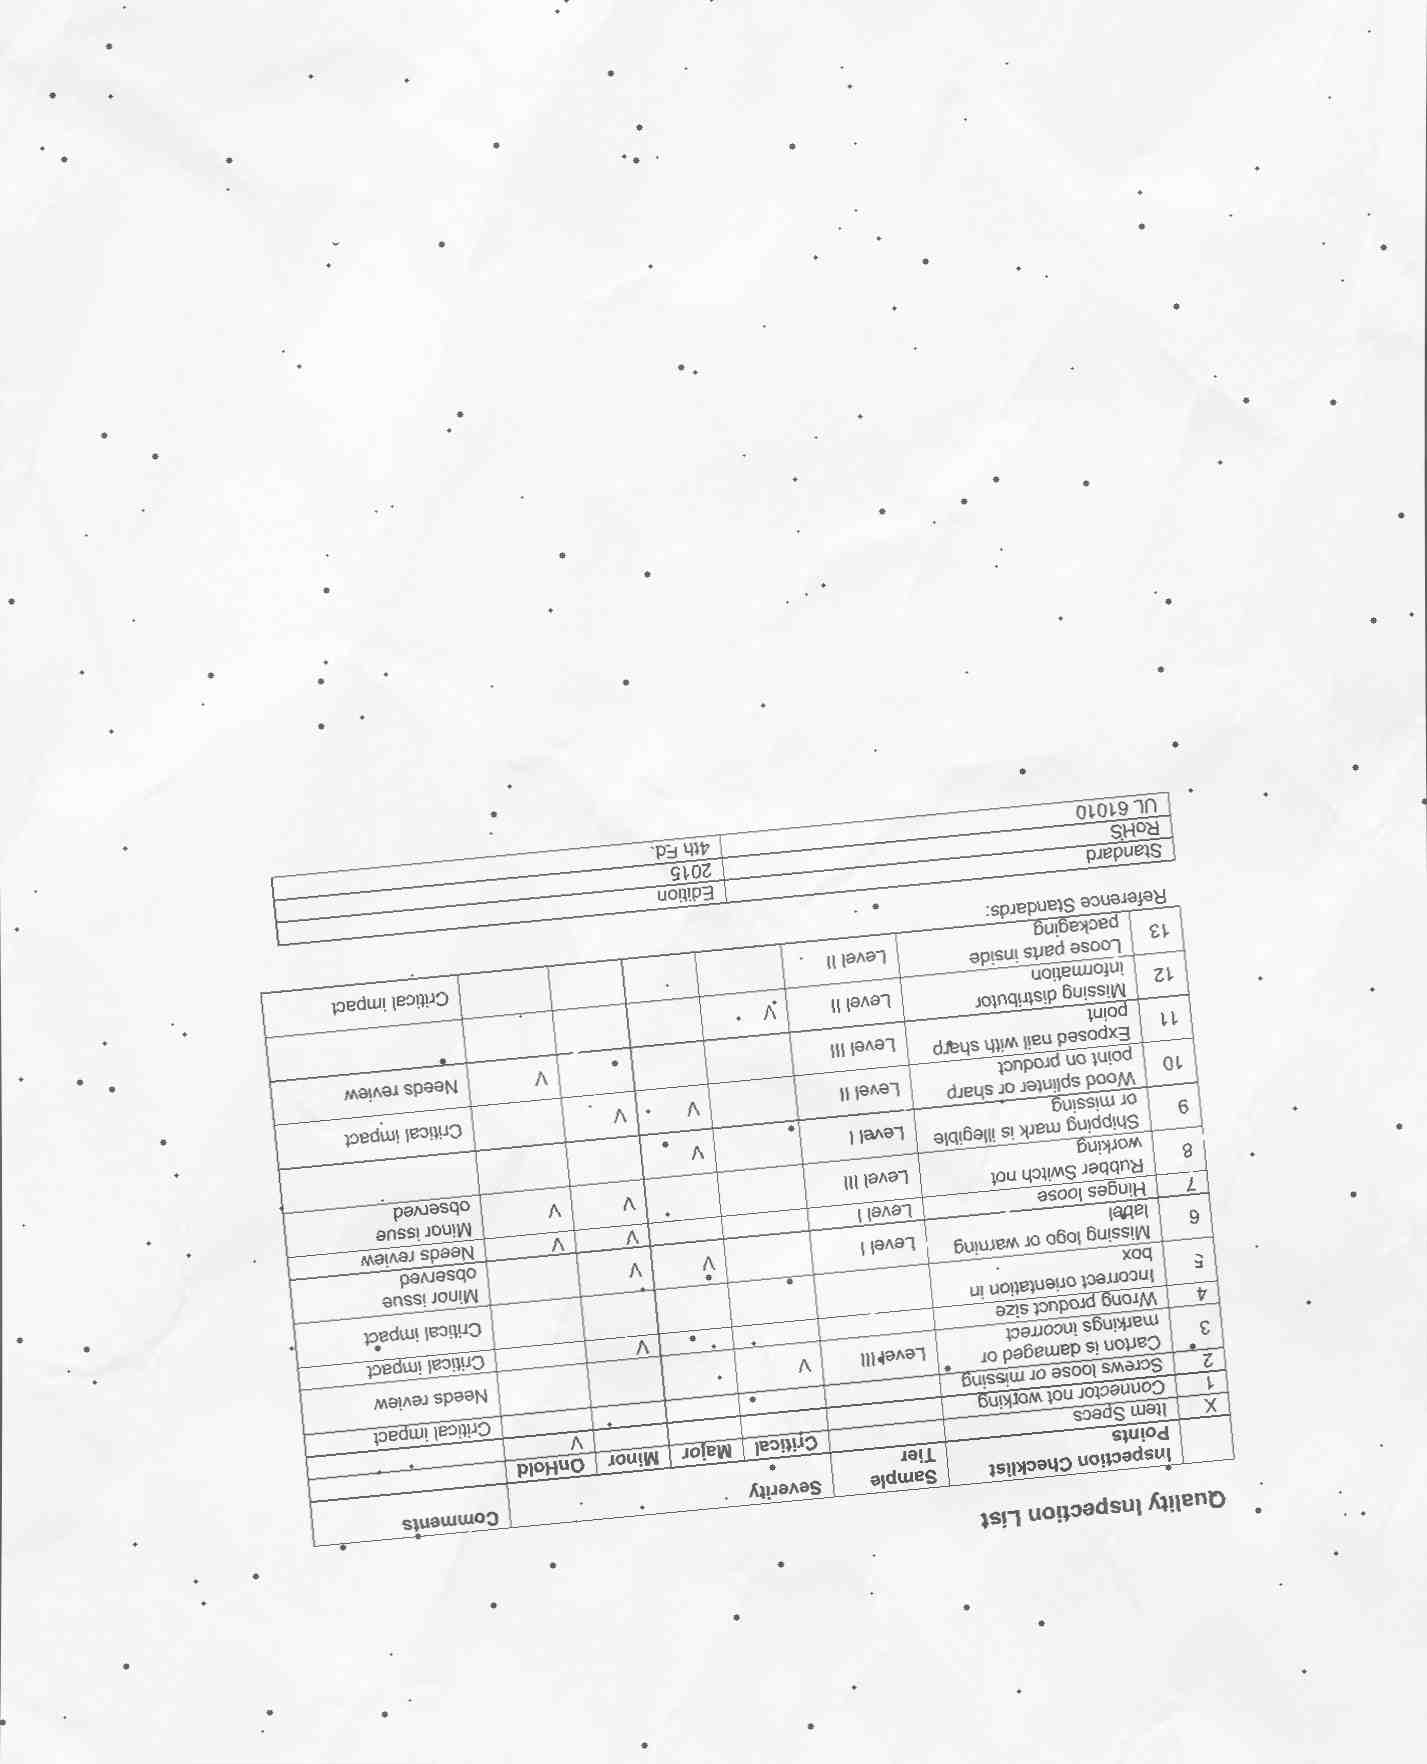 Quality Inspection List
Inspection Checklist Points Sample Tier Severity Comments
X Item Specs Critical Major Minor OnHold
1 Connector not working V
2 Screws loose or missing Critical impact
3 Carton is damaged or markings incorrect Level III V Needs review
4 Wrong product size V Critical impact
5 Incorrect orientation in box Critical impact
6 Missing logo or warning label Level I V V Minor issue observed
7 Hinges loose Level I V V Needs review
8 Rubber Switch not working Level III V V Minor issue observed
9 Shipping mark is illegible or missing Level I V
10 Wood splinter or sharp point on product Level II V V Critical impact
11 Exposed nail with sharp point Level III V Needs review
12 Missing distributor information Level II V
13 Loose parts inside packaging Level II Critical impact
Reference Standards:
Standard Edition
RoHS 2015
UL 61010 4th Ed.